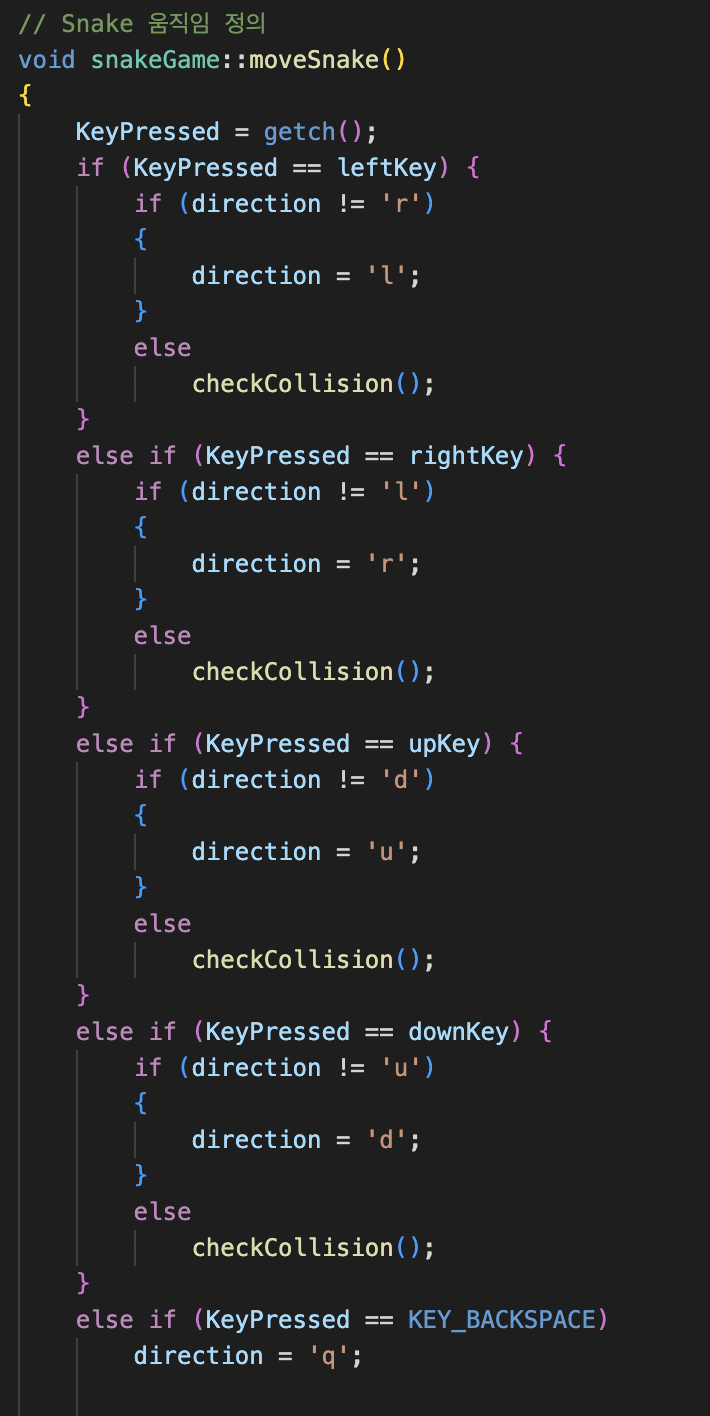 // Snake 움직임 정의
void snakeGame::moveSnake()
{
    KeyPressed = getch();
    if (KeyPressed == leftKey) {
        if (direction != 'r')
        {
            direction = 'l';
        }
        else
            checkCollision();
    }
    else if (KeyPressed == rightKey) {
        if (direction != 'l')
        {
            direction = 'r';
        }
        else
            checkCollision();
    }
    else if (KeyPressed == upKey) {
        if (direction != 'd')
        {
            direction = 'u';
        }
        else
            checkCollision();
    }
    else if (KeyPressed == downKey) {
        if (direction != 'u')
        {
            direction = 'd';
        }
        else
            checkCollision();
    }
    else if (KeyPressed == KEY_BACKSPACE)
        direction = 'q';